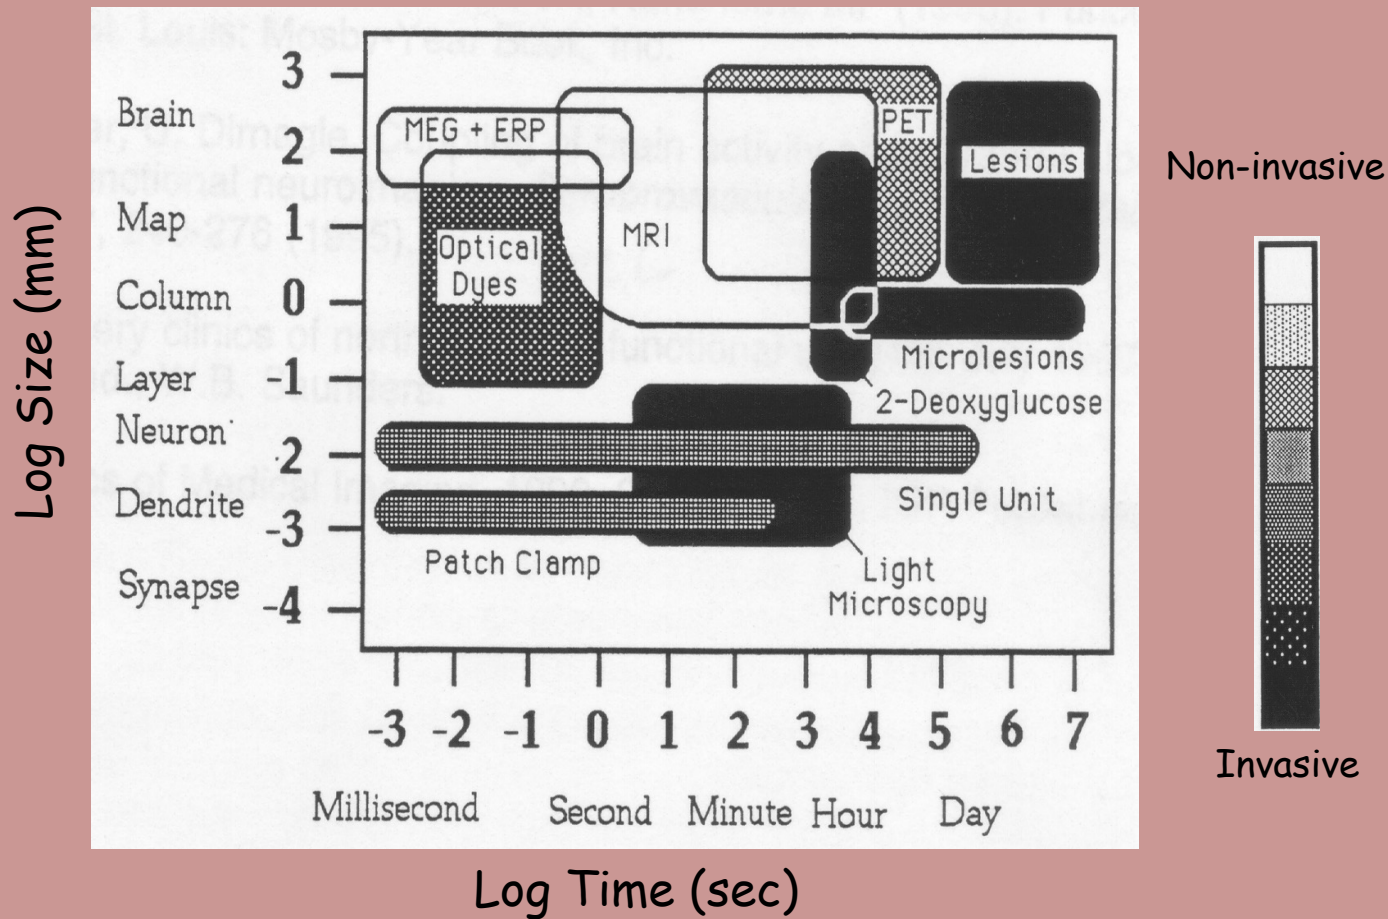 3
Brain
MEG + ERP
PET
2
Lesions
Non-invasive
Map
1
Optical
Dyes
MRI
Log Size (mm)
Column
0
Microlesions
Layer
-1
2-Deoxyglucose
Neuron
2
Single Unit
Dendrite
-3
Patch Clamp
Light
Microscopy
Synapse
-4
Invasive
-3 -2 -1 0 1 2 3 4 5 6 7
Millisecond Second Minute Hour Day
Log Time (sec)